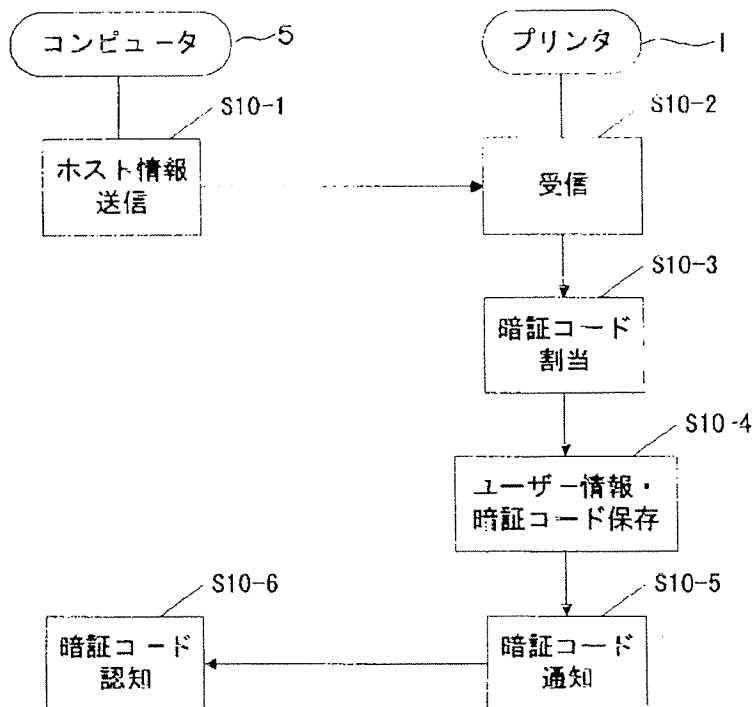 コンピュータ
5
プリンタ
1
S10-1
S10-2
ホスト情報
送信
受信
S10-3
暗証コード
割当
S10-4
ユーザー情報・
暗証コード保存
S10-6
S10-5
暗証コード
認知
暗証コード
通知